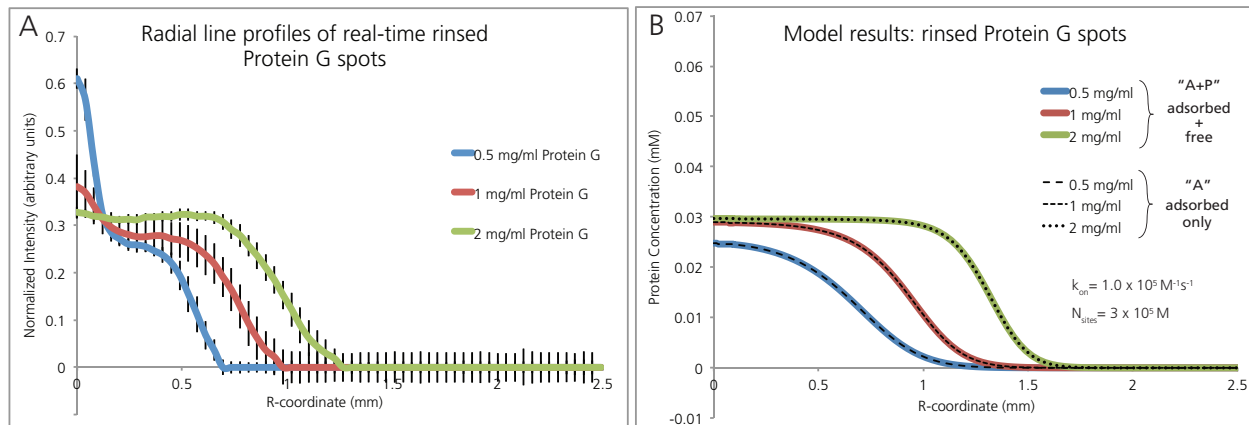 A
Radial line profiles of real-time rinsed
Protein G spots
Normalized Intensity (arbitrary units)
0.7
0.6
0.5
0.4
0.3
0.2
0.1
0
0.5 mg/ml Protein G
1 mg/ml Protein G
2 mg/ml Protein G
0 0.5 1 1.5 2 2.5
R-coordinate (mm)
B
Model results: rinsed Protein G spots
Protein Concentration (mM)
0.07
0.06
0.05
0.04
0.03
0.02
0.01
0
-0.01
0.5 mg/ml
1 mg/ml
2 mg/ml
"A+P"
adsorbed
+
free
0.5 mg/ml
1 mg/ml
2 mg/ml
"A"
adsorbed
only
kon= 1.0 x 10⁵ M⁻¹s⁻¹
Nsites= 3 x 10⁵ M
0 0.5 1 1.5 2 2.5
R-coordinate (mm)